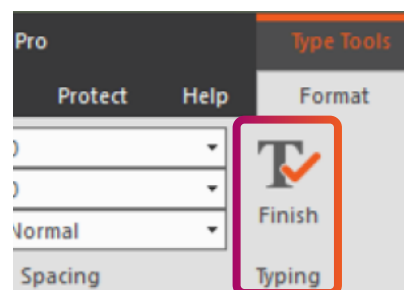 Pro
Type Tools
Protect Help Format
Normal
Finish
Spacing Typing